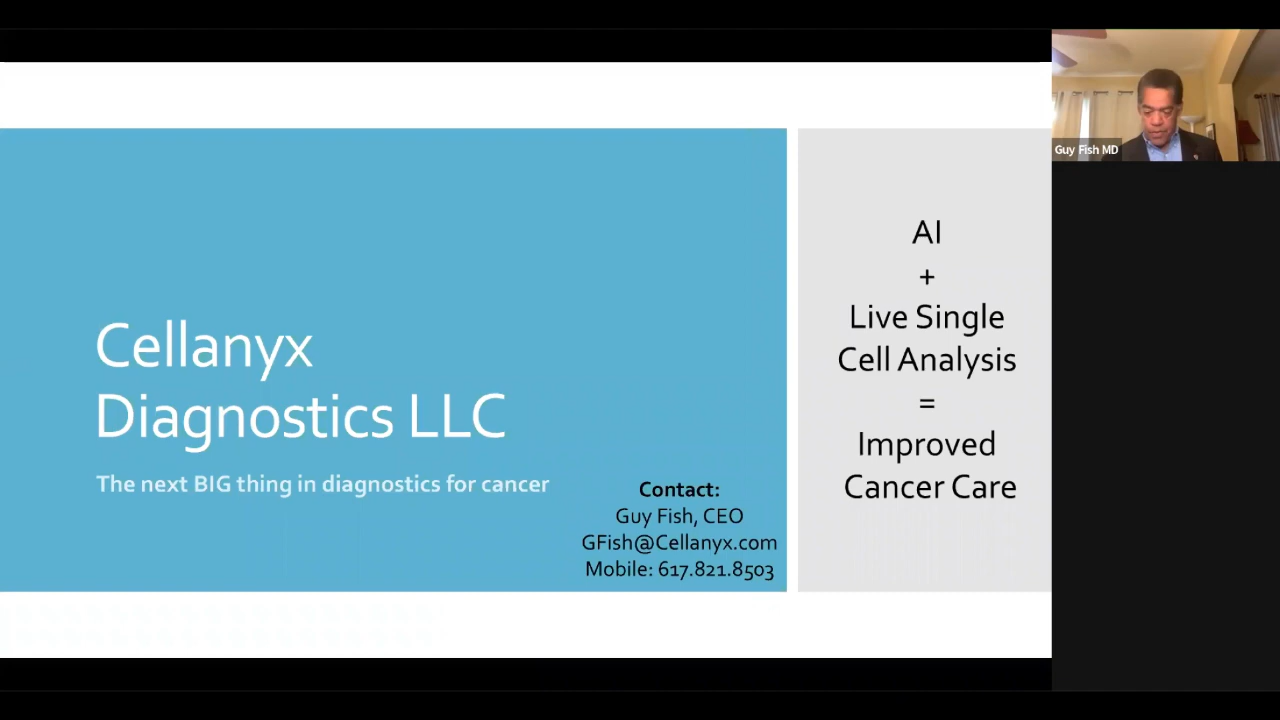 Cellanyx
Diagnostics LLC
The next BIG thing in diagnostics for cancer
Contact:
Guy Fish, CEO
GFish@Cellanyx.com
Mobile: 617.821.8503
AI
+
Live Single
Cell Analysis
=
Improved
Cancer Care
Guy Fish MD